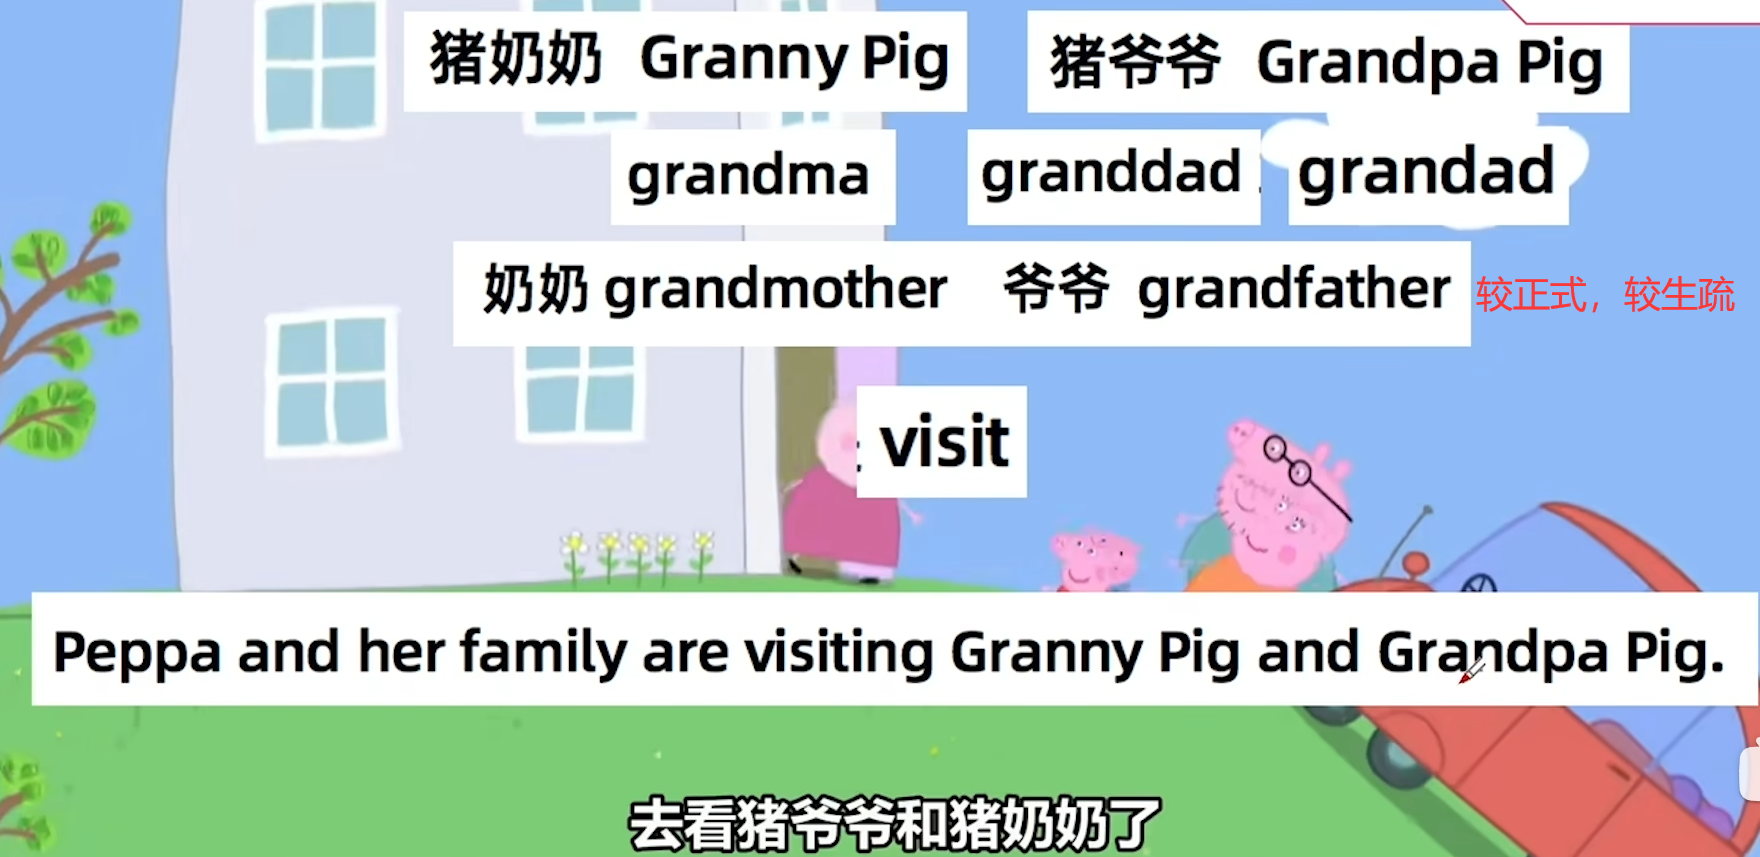 猪奶奶 Granny Pig 猪爷爷 Grandpa Pig
grandma granddad grandad
奶奶 grandmother 爷爷 grandfather 较正式，较生疏
visit
Peppa and her family are visiting Granny Pig and Grandpa Pig.
去看猪爷爷和猪奶奶了